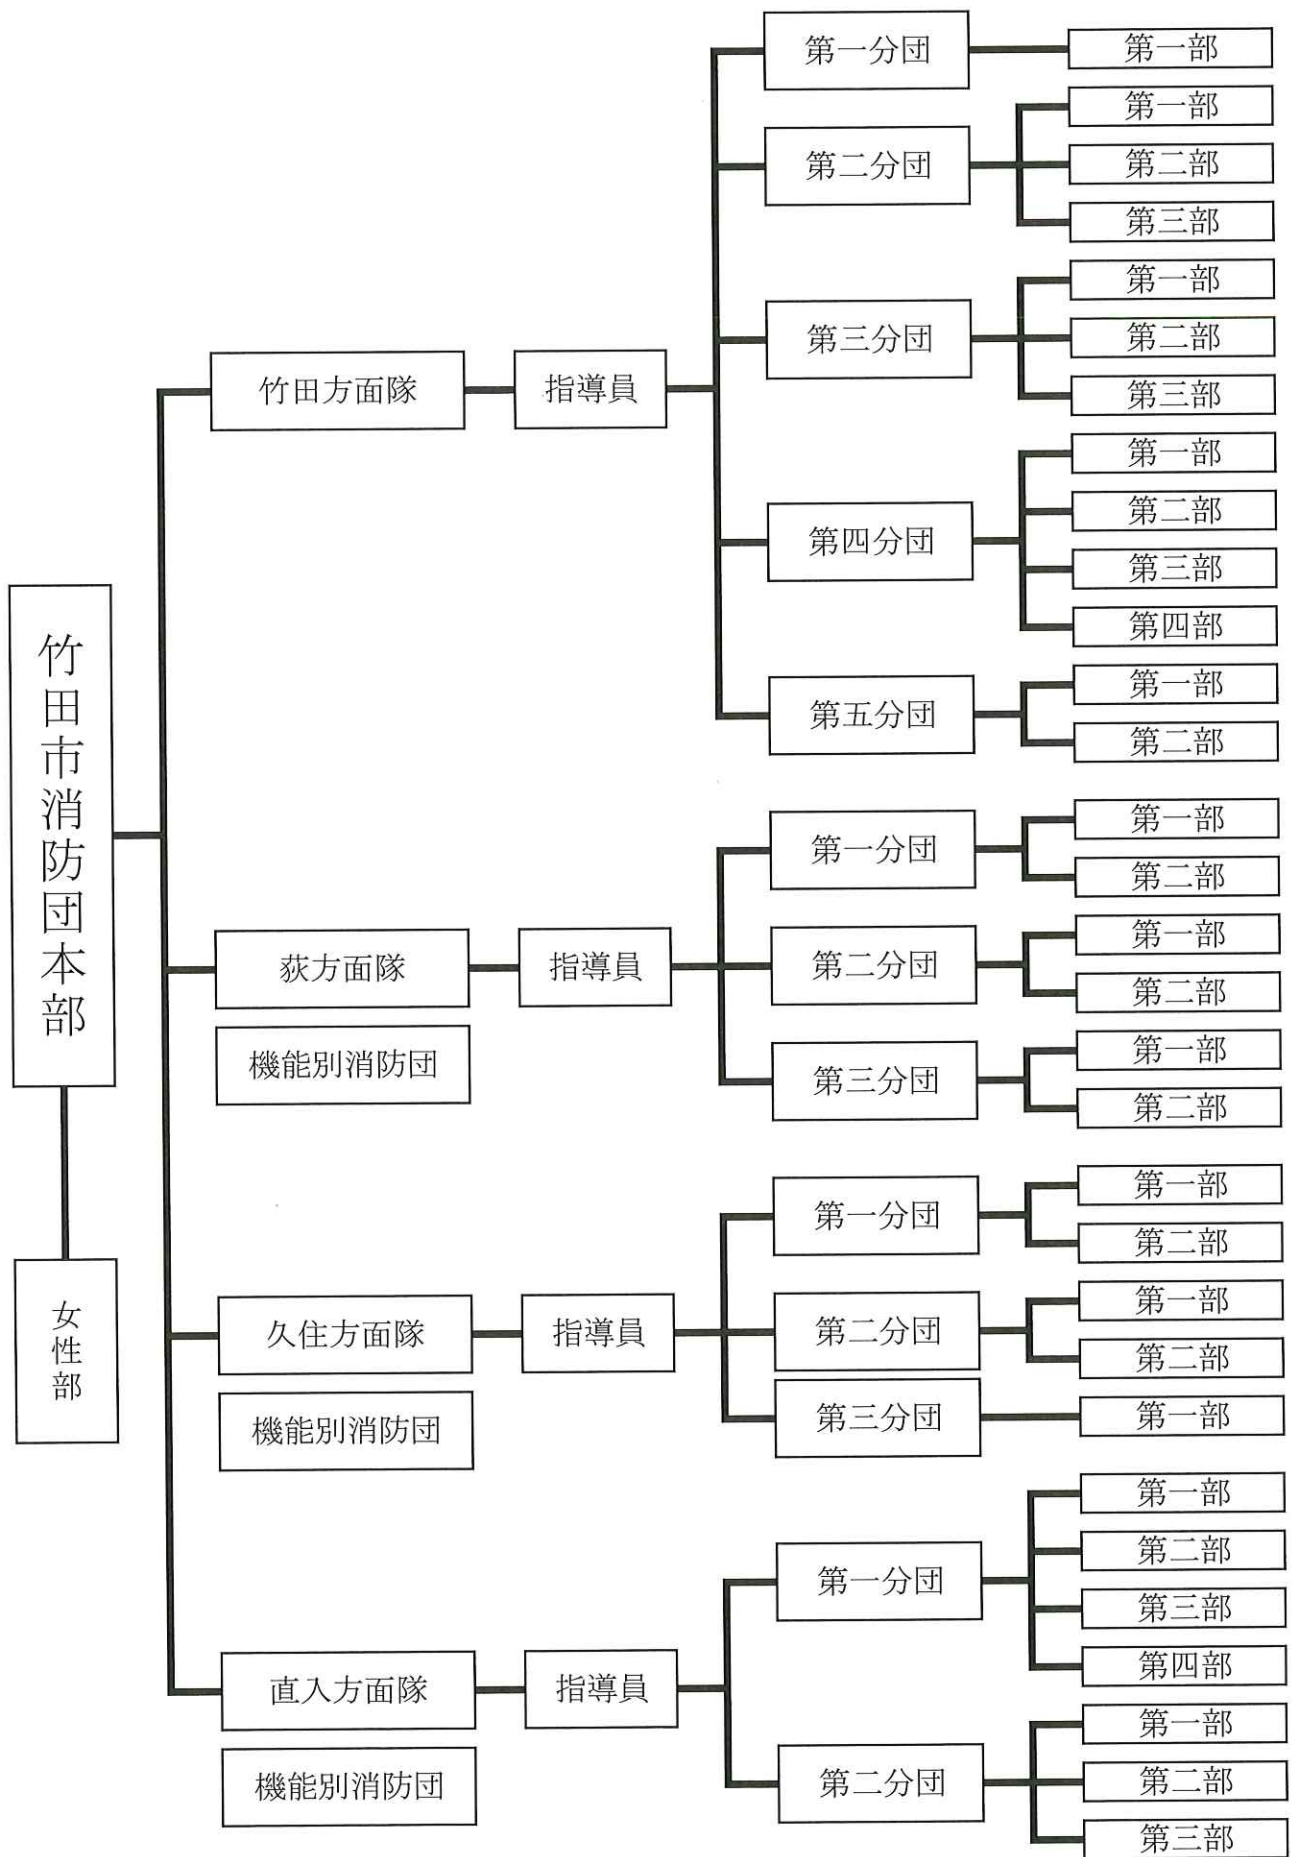 竹田市消防団本部
女性部
竹田方面隊
指導員
第一分団
第一部
第二分団
第一部
第二部
第三部
第三分団
第一部
第二部
第三部
第四分団
第一部
第二部
第三部
第四部
第五分団
第一部
第二部
荻方面隊
機能別消防団
指導員
第一分団
第一部
第二部
第二分団
第一部
第二部
第三分団
第一部
第二部
久住方面隊
機能別消防団
指導員
第一分団
第一部
第二部
第二分団
第一部
第二部
第三分団
第一部
直入方面隊
機能別消防団
指導員
第一分団
第一部
第二部
第三部
第四部
第二分団
第一部
第二部
第三部